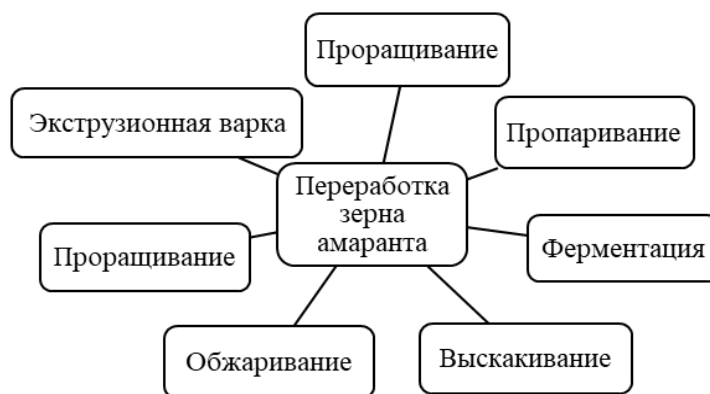 Проращивание
Экструзионная варка
Пропаривание
Переработка
зерна
амаранта
Проращивание
Ферментация
Обжаривание
Выскакивание